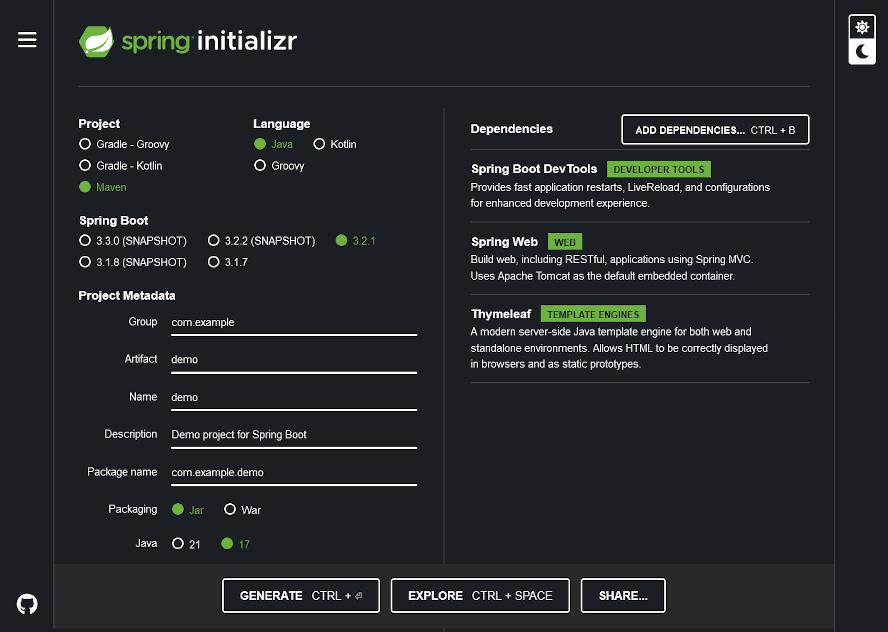 spring initializr
Project
Gradle - Groovy
Gradle - Kotlin
Maven
Language
Java Kotlin
Groovy
Spring Boot
3.3.0 (SNAPSHOT) 3.2.2 (SNAPSHOT) 3.2.1
3.1.8 (SNAPSHOT) 3.1.7
Project Metadata
Group com.example
Artifact demo
Name demo
Description Demo project for Spring Boot
Package name com.example.demo
Packaging Jar War
Java 21 17
Dependencies ADD DEPENDENCIES... CTRL + B
Spring Boot DevTools DEVELOPER TOOLS
Provides fast application restarts, LiveReload, and configurations
for enhanced development experience.
Spring Web WEB
Build web, including RESTful, applications using Spring MVC.
Uses Apache Tomcat as the default embedded container.
Thymeleaf TEMPLATE ENGINES
A modern server-side Java template engine for both web and
standalone environments. Allows HTML to be correctly displayed
in browsers and as static prototypes.
GENERATE CTRL + ⏎ EXPLORE CTRL + SPACE SHARE...